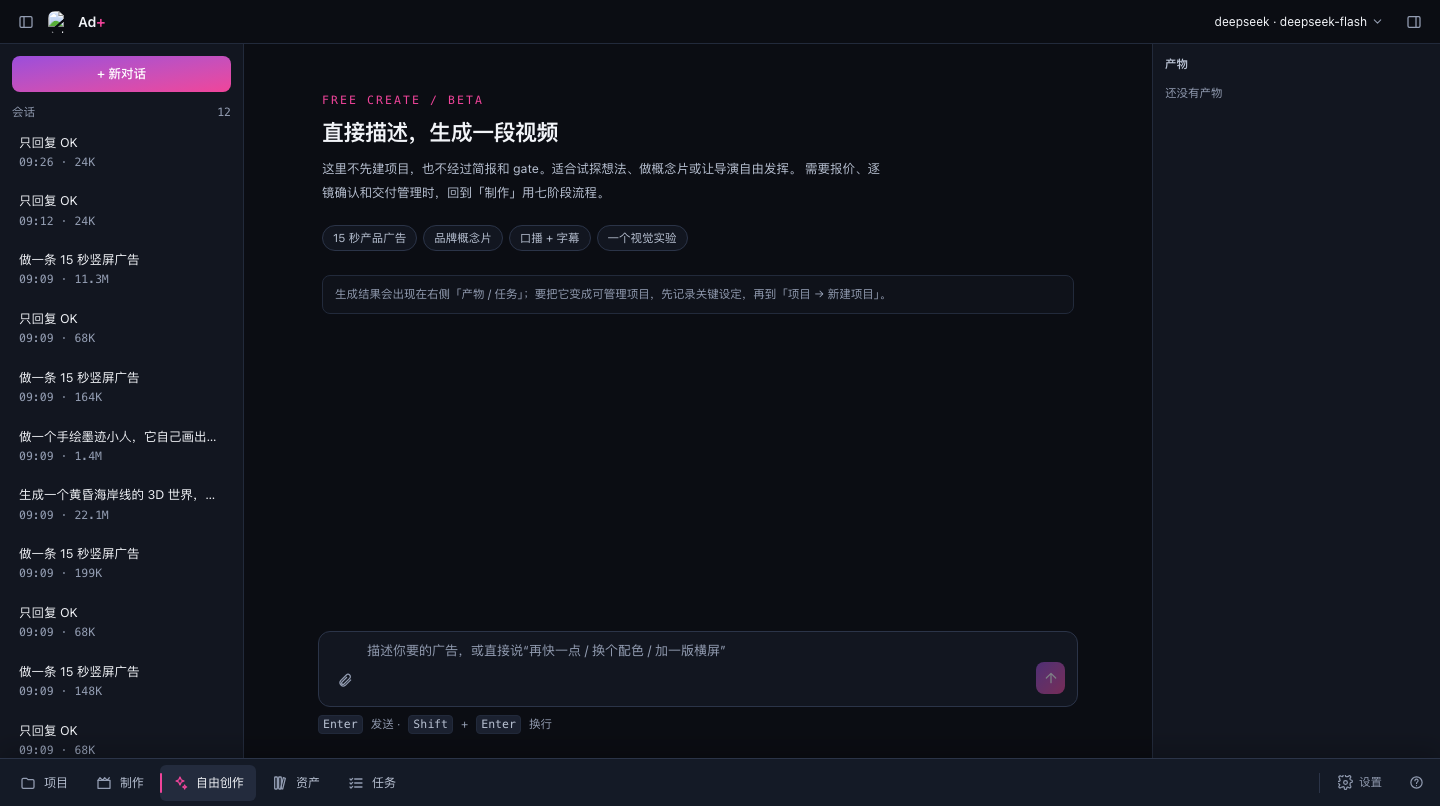 Ad+
deepseek · deepseek-flash
+ 新对话
会话
12
只回复 OK
09:26 · 24K
只回复 OK
09:12 · 24K
做一条 15 秒竖屏广告
09:09 · 11.3M
只回复 OK
09:09 · 68K
做一条 15 秒竖屏广告
09:09 · 164K
做一个手绘墨迹小人，它自己画出...
09:09 · 1.4M
生成一个黄昏海岸线的 3D 世界，...
09:09 · 22.1M
做一条 15 秒竖屏广告
09:09 · 199K
只回复 OK
09:09 · 68K
做一条 15 秒竖屏广告
09:09 · 148K
只回复 OK
09:09 · 68K
FREE CREATE / BETA
直接描述，生成一段视频
这里不先建项目，也不经过简报和 gate。适合试探想法、做概念片或让导演自由发挥。 需要报价、逐
镜确认和交付管理时，回到「制作」用七阶段流程。
15 秒产品广告
品牌概念片
口播 + 字幕
一个视觉实验
生成结果会出现在右侧「产物 / 任务」；要把它变成可管理项目，先记录关键设定，再到「项目 → 新建项目」。
描述你要的广告，或直接说“再快一点 / 换个配色 / 加一版横屏”
Enter 发送 · Shift + Enter 换行
产物
还没有产物
项目
制作
自由创作
资产
任务
设置